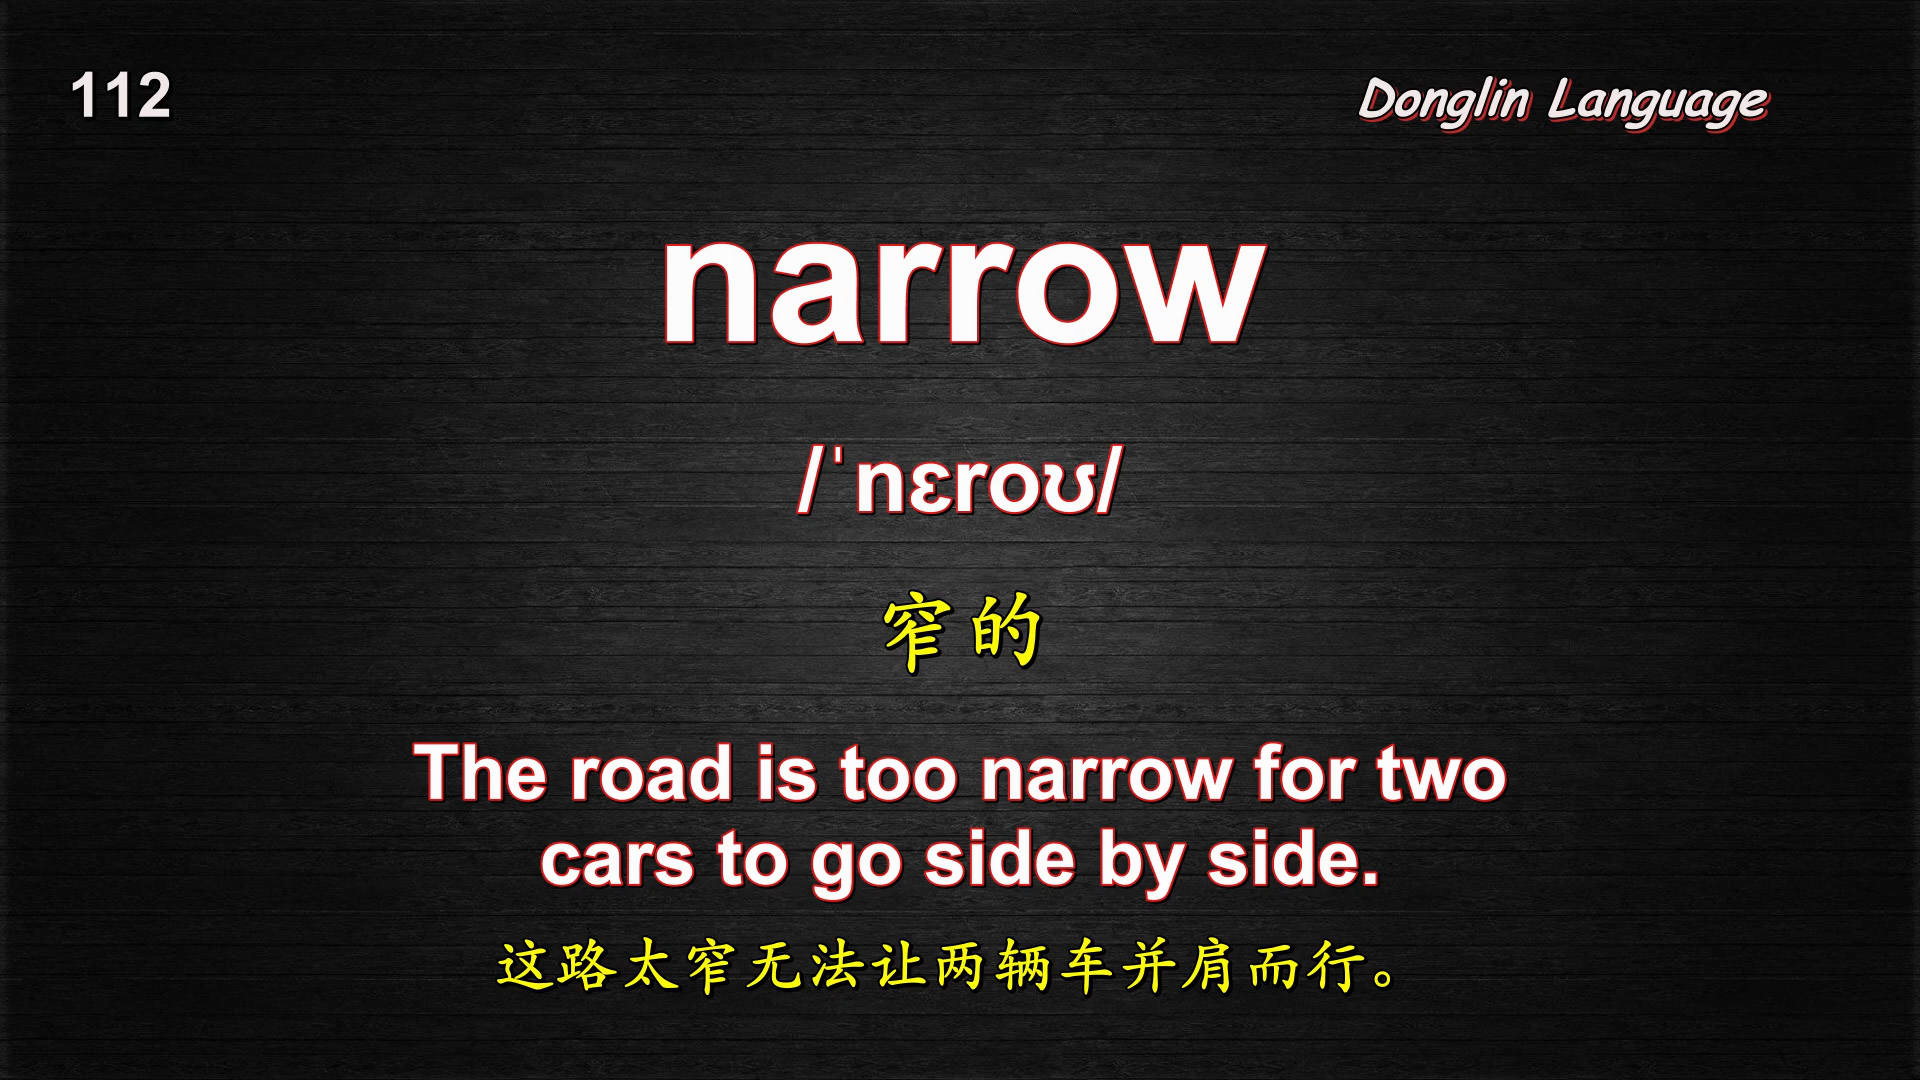 112
Donglin Language
narrow
/ˈnɛroʊ/
窄的
The road is too narrow for two
cars to go side by side.
这路太窄无法让两辆车并肩而行。